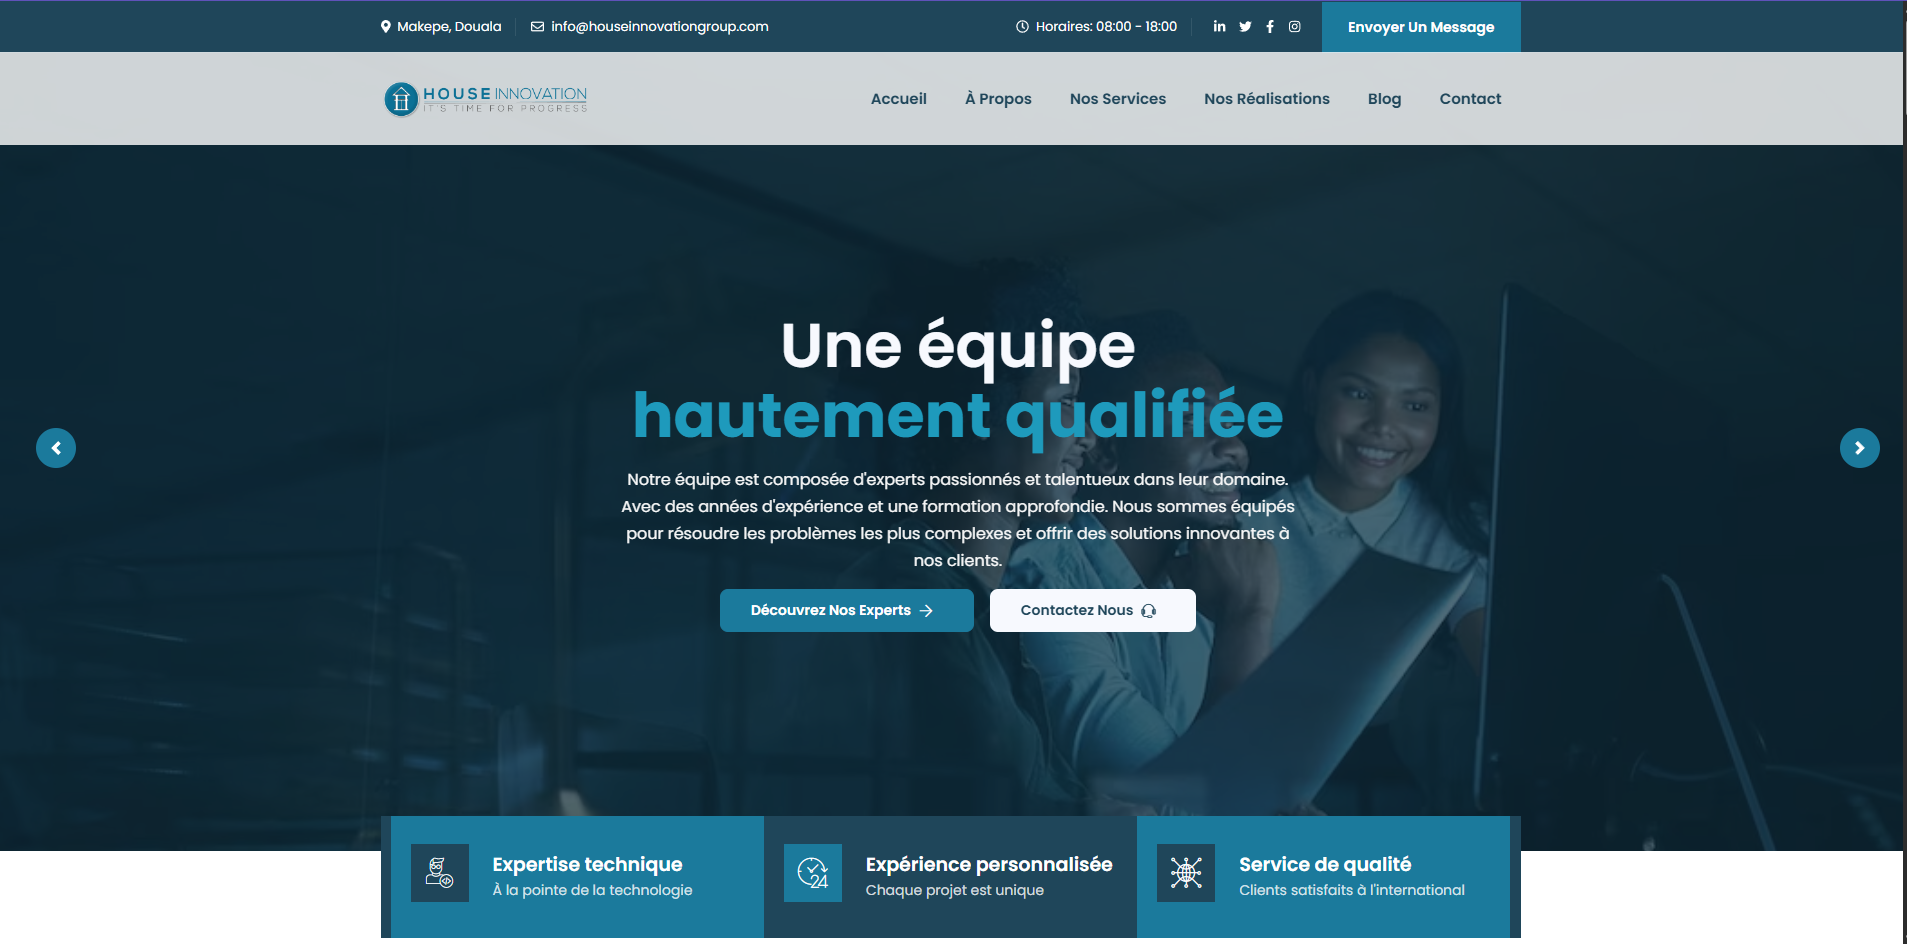 Makepe, Douala
info@houseinnovationgroup.com
Horaires: 08:00 - 18:00
Envoyer Un Message
HOUSE INNOVATION
IT'S TIME FOR PROGRESS
Accueil
À Propos
Nos Services
Nos Réalisations
Blog
Contact
Une équipe
hautement qualifiée
Notre équipe est composée d'experts passionnés et talentueux dans leur domaine.
Avec des années d'expérience et une formation approfondie. Nous sommes équipés
pour résoudre les problèmes les plus complexes et offrir des solutions innovantes à
nos clients.
Découvrez Nos Experts
Contactez Nous
Expertise technique
À la pointe de la technologie
24
Expérience personnalisée
Chaque projet est unique
Service de qualité
Clients satisfaits à l'international